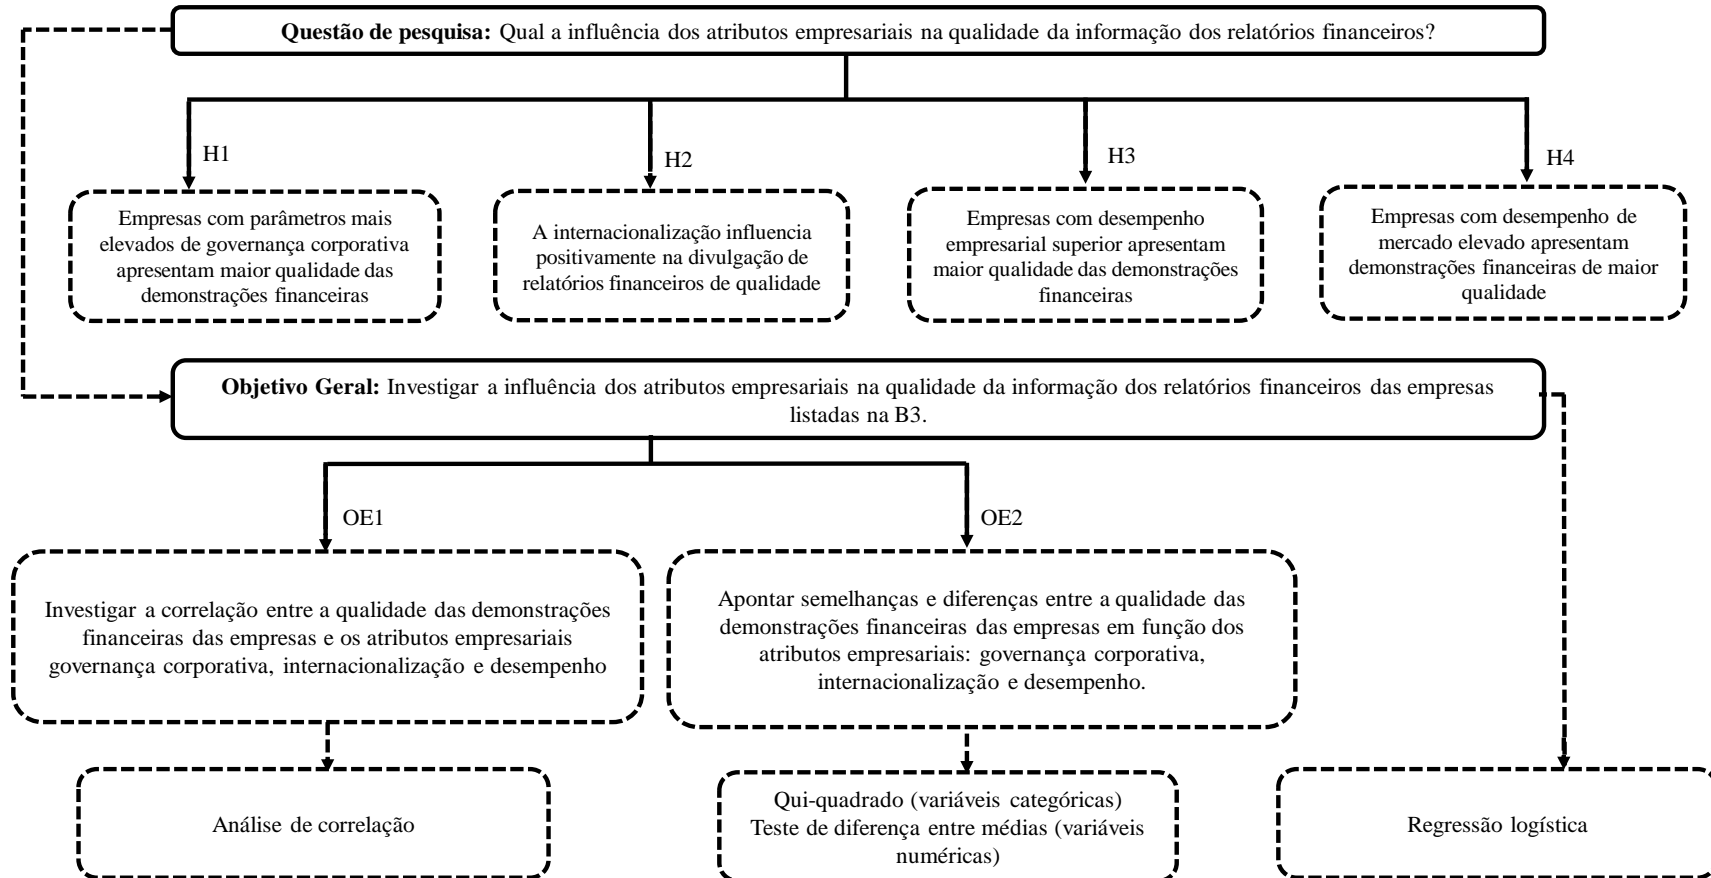 Questão de pesquisa: Qual a influência dos atributos empresariais na qualidade da informação dos relatórios financeiros?
H1
H2
H3
H4
Empresas com parâmetros mais
elevados de governança corporativa
apresentam maior qualidade das
demonstrações financeiras
A internacionalização influencia
positivamente na divulgação de
relatórios financeiros de qualidade
Empresas com desempenho
empresarial superior apresentam
maior qualidade das demonstrações
financeiras
Empresas com desempenho de
mercado elevado apresentam
demonstrações financeiras de maior
qualidade
Objetivo Geral: Investigar a influência dos atributos empresariais na qualidade da informação dos relatórios financeiros das empresas
listadas na B3.
OE1
OE2
Investigar a correlação entre a qualidade das demonstrações
financeiras das empresas e os atributos empresariais
governança corporativa, internacionalização e desempenho
Apontar semelhanças e diferenças entre a qualidade das
demonstrações financeiras das empresas em função dos
atributos empresariais: governança corporativa,
internacionalização e desempenho.
Análise de correlação
Qui-quadrado (variáveis categóricas)
Teste de diferença entre médias (variáveis
numéricas)
Regressão logística